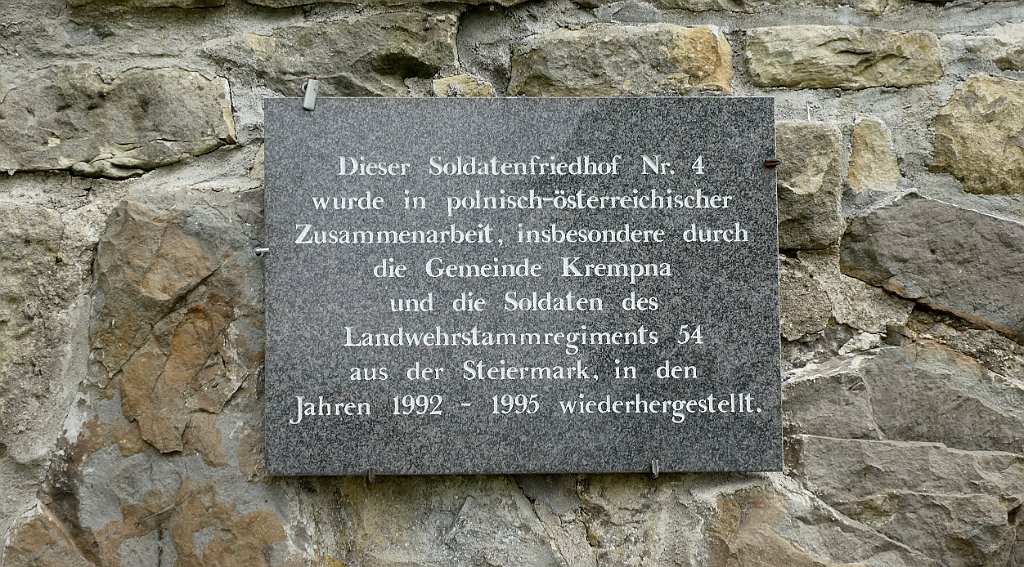 Dieser Soldatenfriedhof Nr. 4
wurde in polnisch-österreichischer
Zusammenarbeit, insbesondere durch
die Gemeinde Krempna
und die Soldaten des
Landwehrstammregiments 54
aus der Steiermark, in den
Jahren 1992 - 1995 wiederhergestellt.